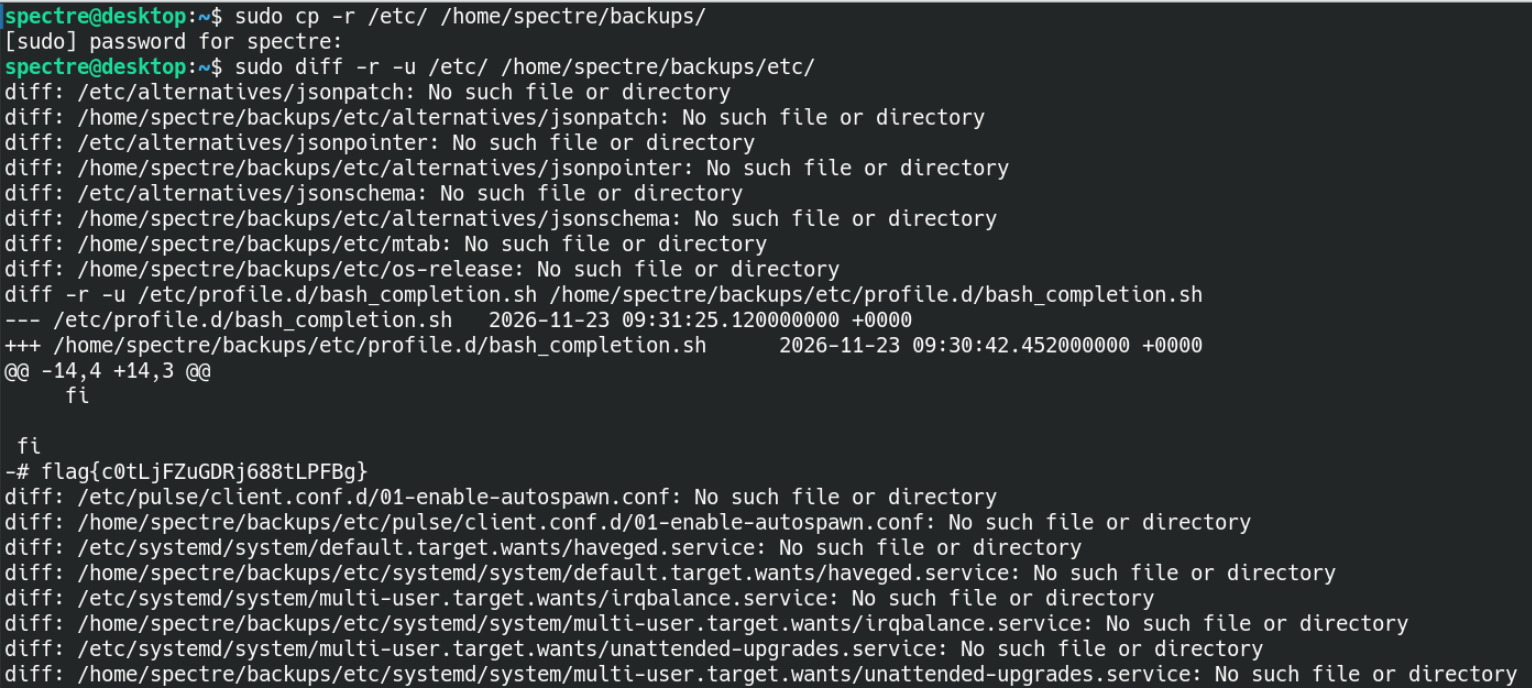 spectre@desktop:~$ sudo cp -r /etc/ /home/spectre/backups/
[sudo] password for spectre:
spectre@desktop:~$ sudo diff -r -u /etc/ /home/spectre/backups/etc/
diff: /etc/alternatives/jsonpatch: No such file or directory
diff: /home/spectre/backups/etc/alternatives/jsonpatch: No such file or directory
diff: /etc/alternatives/jsonpointer: No such file or directory
diff: /home/spectre/backups/etc/alternatives/jsonpointer: No such file or directory
diff: /etc/alternatives/jsonschema: No such file or directory
diff: /home/spectre/backups/etc/alternatives/jsonschema: No such file or directory
diff: /home/spectre/backups/etc/mtab: No such file or directory
diff: /home/spectre/backups/etc/os-release: No such file or directory
diff -r -u /etc/profile.d/bash_completion.sh /home/spectre/backups/etc/profile.d/bash_completion.sh
--- /etc/profile.d/bash_completion.sh   2026-11-23 09:31:25.120000000 +0000
+++ /home/spectre/backups/etc/profile.d/bash_completion.sh      2026-11-23 09:30:42.452000000 +0000
@@ -14,4 +14,3 @@
     fi
 fi
-# flag{c0tLjFZuGDRj688tLPFBg}
diff: /etc/pulse/client.conf.d/01-enable-autospawn.conf: No such file or directory
diff: /home/spectre/backups/etc/pulse/client.conf.d/01-enable-autospawn.conf: No such file or directory
diff: /etc/systemd/system/default.target.wants/haveged.service: No such file or directory
diff: /home/spectre/backups/etc/systemd/system/default.target.wants/haveged.service: No such file or directory
diff: /etc/systemd/system/multi-user.target.wants/irqbalance.service: No such file or directory
diff: /home/spectre/backups/etc/systemd/system/multi-user.target.wants/irqbalance.service: No such file or directory
diff: /etc/systemd/system/multi-user.target.wants/unattended-upgrades.service: No such file or directory
diff: /home/spectre/backups/etc/systemd/system/multi-user.target.wants/unattended-upgrades.service: No such file or directory